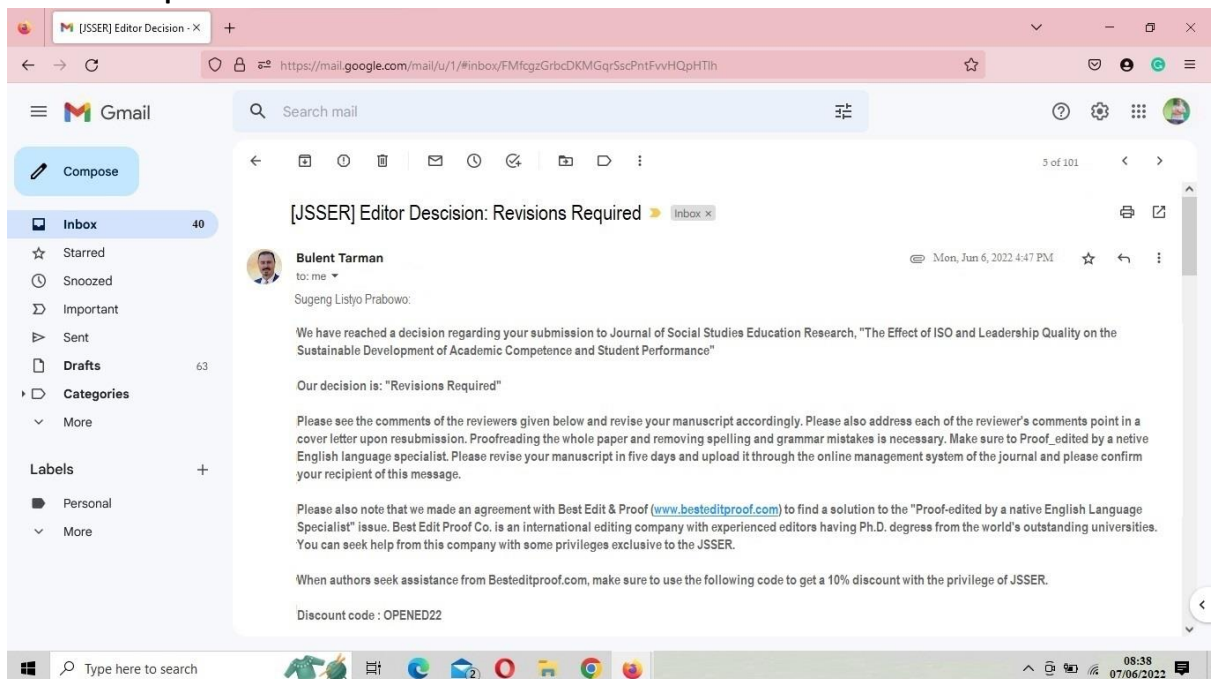 [JSSER] Editor Decision - ×
https://mail.google.com/mail/u/1/#inbox/FMfcgzGrbcDKMGqrSscPntFvvHQpHTlh
Gmail
Search mail
Compose
5 of 101
Inbox 40
Starred
Snoozed
Important
Sent
Drafts 63
Categories
More
Labels +
Personal
More
[JSSER] Editor Descision: Revisions Required Inbox ×
Bulent Tarman
Mon, Jun 6, 2022 4:47 PM
to: me
Sugeng Listyo Prabowo:
We have reached a decision regarding your submission to Journal of Social Studies Education Research, "The Effect of ISO and Leadership Quality on the
Sustainable Development of Academic Competence and Student Performance"
Our decision is: "Revisions Required"
Please see the comments of the reviewers given below and revise your manuscript accordingly. Please also address each of the reviewer's comments point in a
cover letter upon resubmission. Proofreading the whole paper and removing spelling and grammar mistakes is necessary. Make sure to Proof_edited by a netive
English language specialist. Please revise your manuscript in five days and upload it through the online management system of the journal and please confirm
your recipient of this message.
Please also note that we made an agreement with Best Edit & Proof (www.besteditproof.com) to find a solution to the "Proof-edited by a native English Language
Specialist" issue. Best Edit Proof Co. is an international editing company with experienced editors having Ph.D. degress from the world's outstanding universities.
You can seek help from this company with some privileges exclusive to the JSSER.
When authors seek assistance from Besteditproof.com, make sure to use the following code to get a 10% discount with the privilege of JSSER.
Discount code : OPENED22
Type here to search
2
08:38
07/06/2022